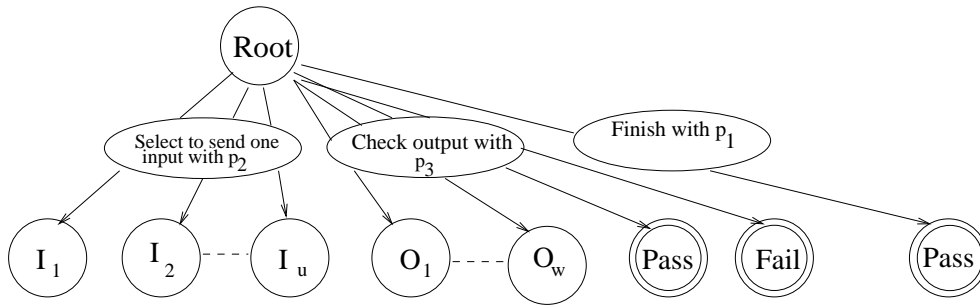 Root
Select to send one
input with p2
Check output with
p3
Finish with p1
I1
I2
Iu
O1
Ow
Pass
Fail
Pass